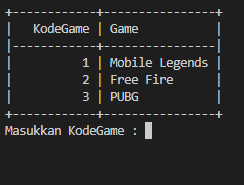 KodeGame | Game
1 | Mobile Legends
2 | Free Fire
3 | PUBG
Masukkan KodeGame :